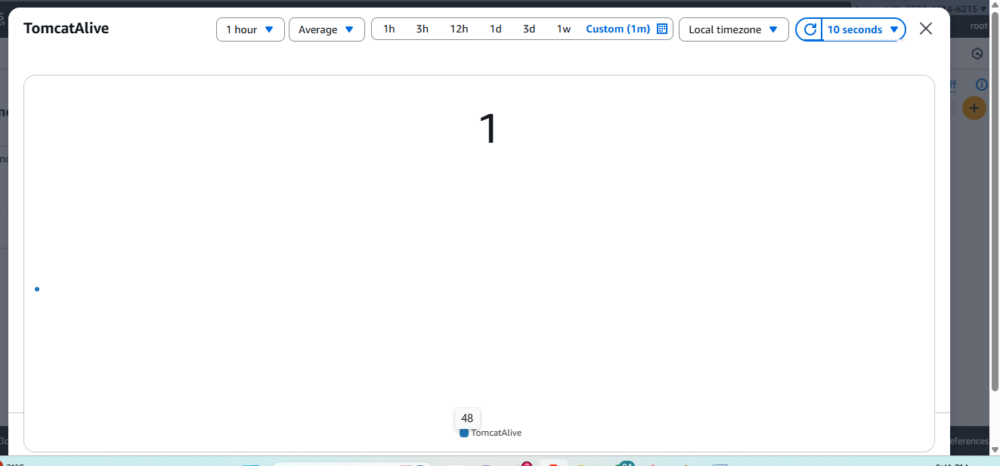 TomcatAlive
1 hour
Average
1h
3h
12h
1d
3d
1w
Custom (1m)
Local timezone
10 seconds
root
1
48
TomcatAlive
eferences